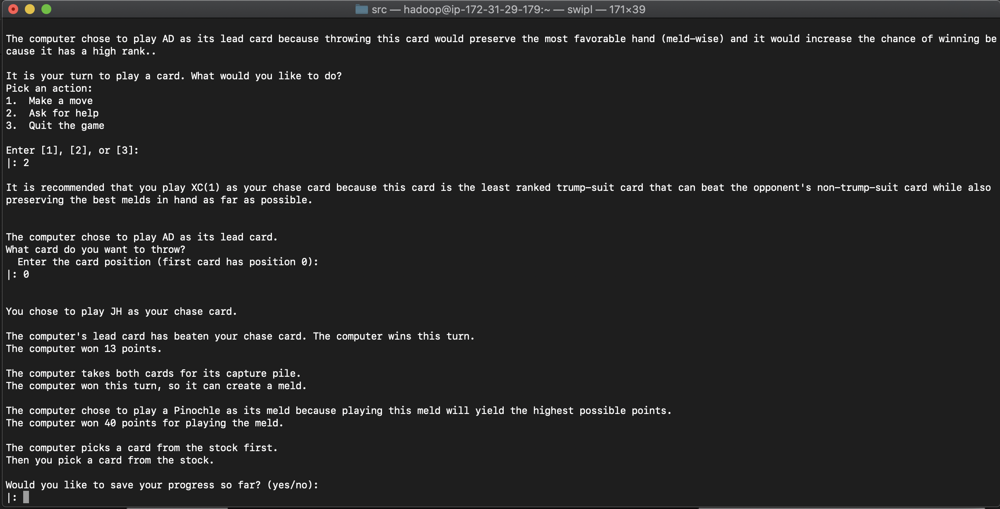 src — hadoop@ip-172-31-29-179:~ — swipl — 171×39
The computer chose to play AD as its lead card because throwing this card would preserve the most favorable hand (meld-wise) and it would increase the chance of winning be
cause it has a high rank..
It is your turn to play a card. What would you like to do?
Pick an action:
1.  Make a move
2.  Ask for help
3.  Quit the game
Enter [1], [2], or [3]:
|: 2
It is recommended that you play XC(1) as your chase card because this card is the least ranked trump-suit card that can beat the opponent's non-trump-suit card while also
preserving the best melds in hand as far as possible.
The computer chose to play AD as its lead card.
What card do you want to throw?
  Enter the card position (first card has position 0):
|: 0
You chose to play JH as your chase card.
The computer's lead card has beaten your chase card. The computer wins this turn.
The computer won 13 points.
The computer takes both cards for its capture pile.
The computer won this turn, so it can create a meld.
The computer chose to play a Pinochle as its meld because playing this meld will yield the highest possible points.
The computer won 40 points for playing the meld.
The computer picks a card from the stock first.
Then you pick a card from the stock.
Would you like to save your progress so far? (yes/no):
|: